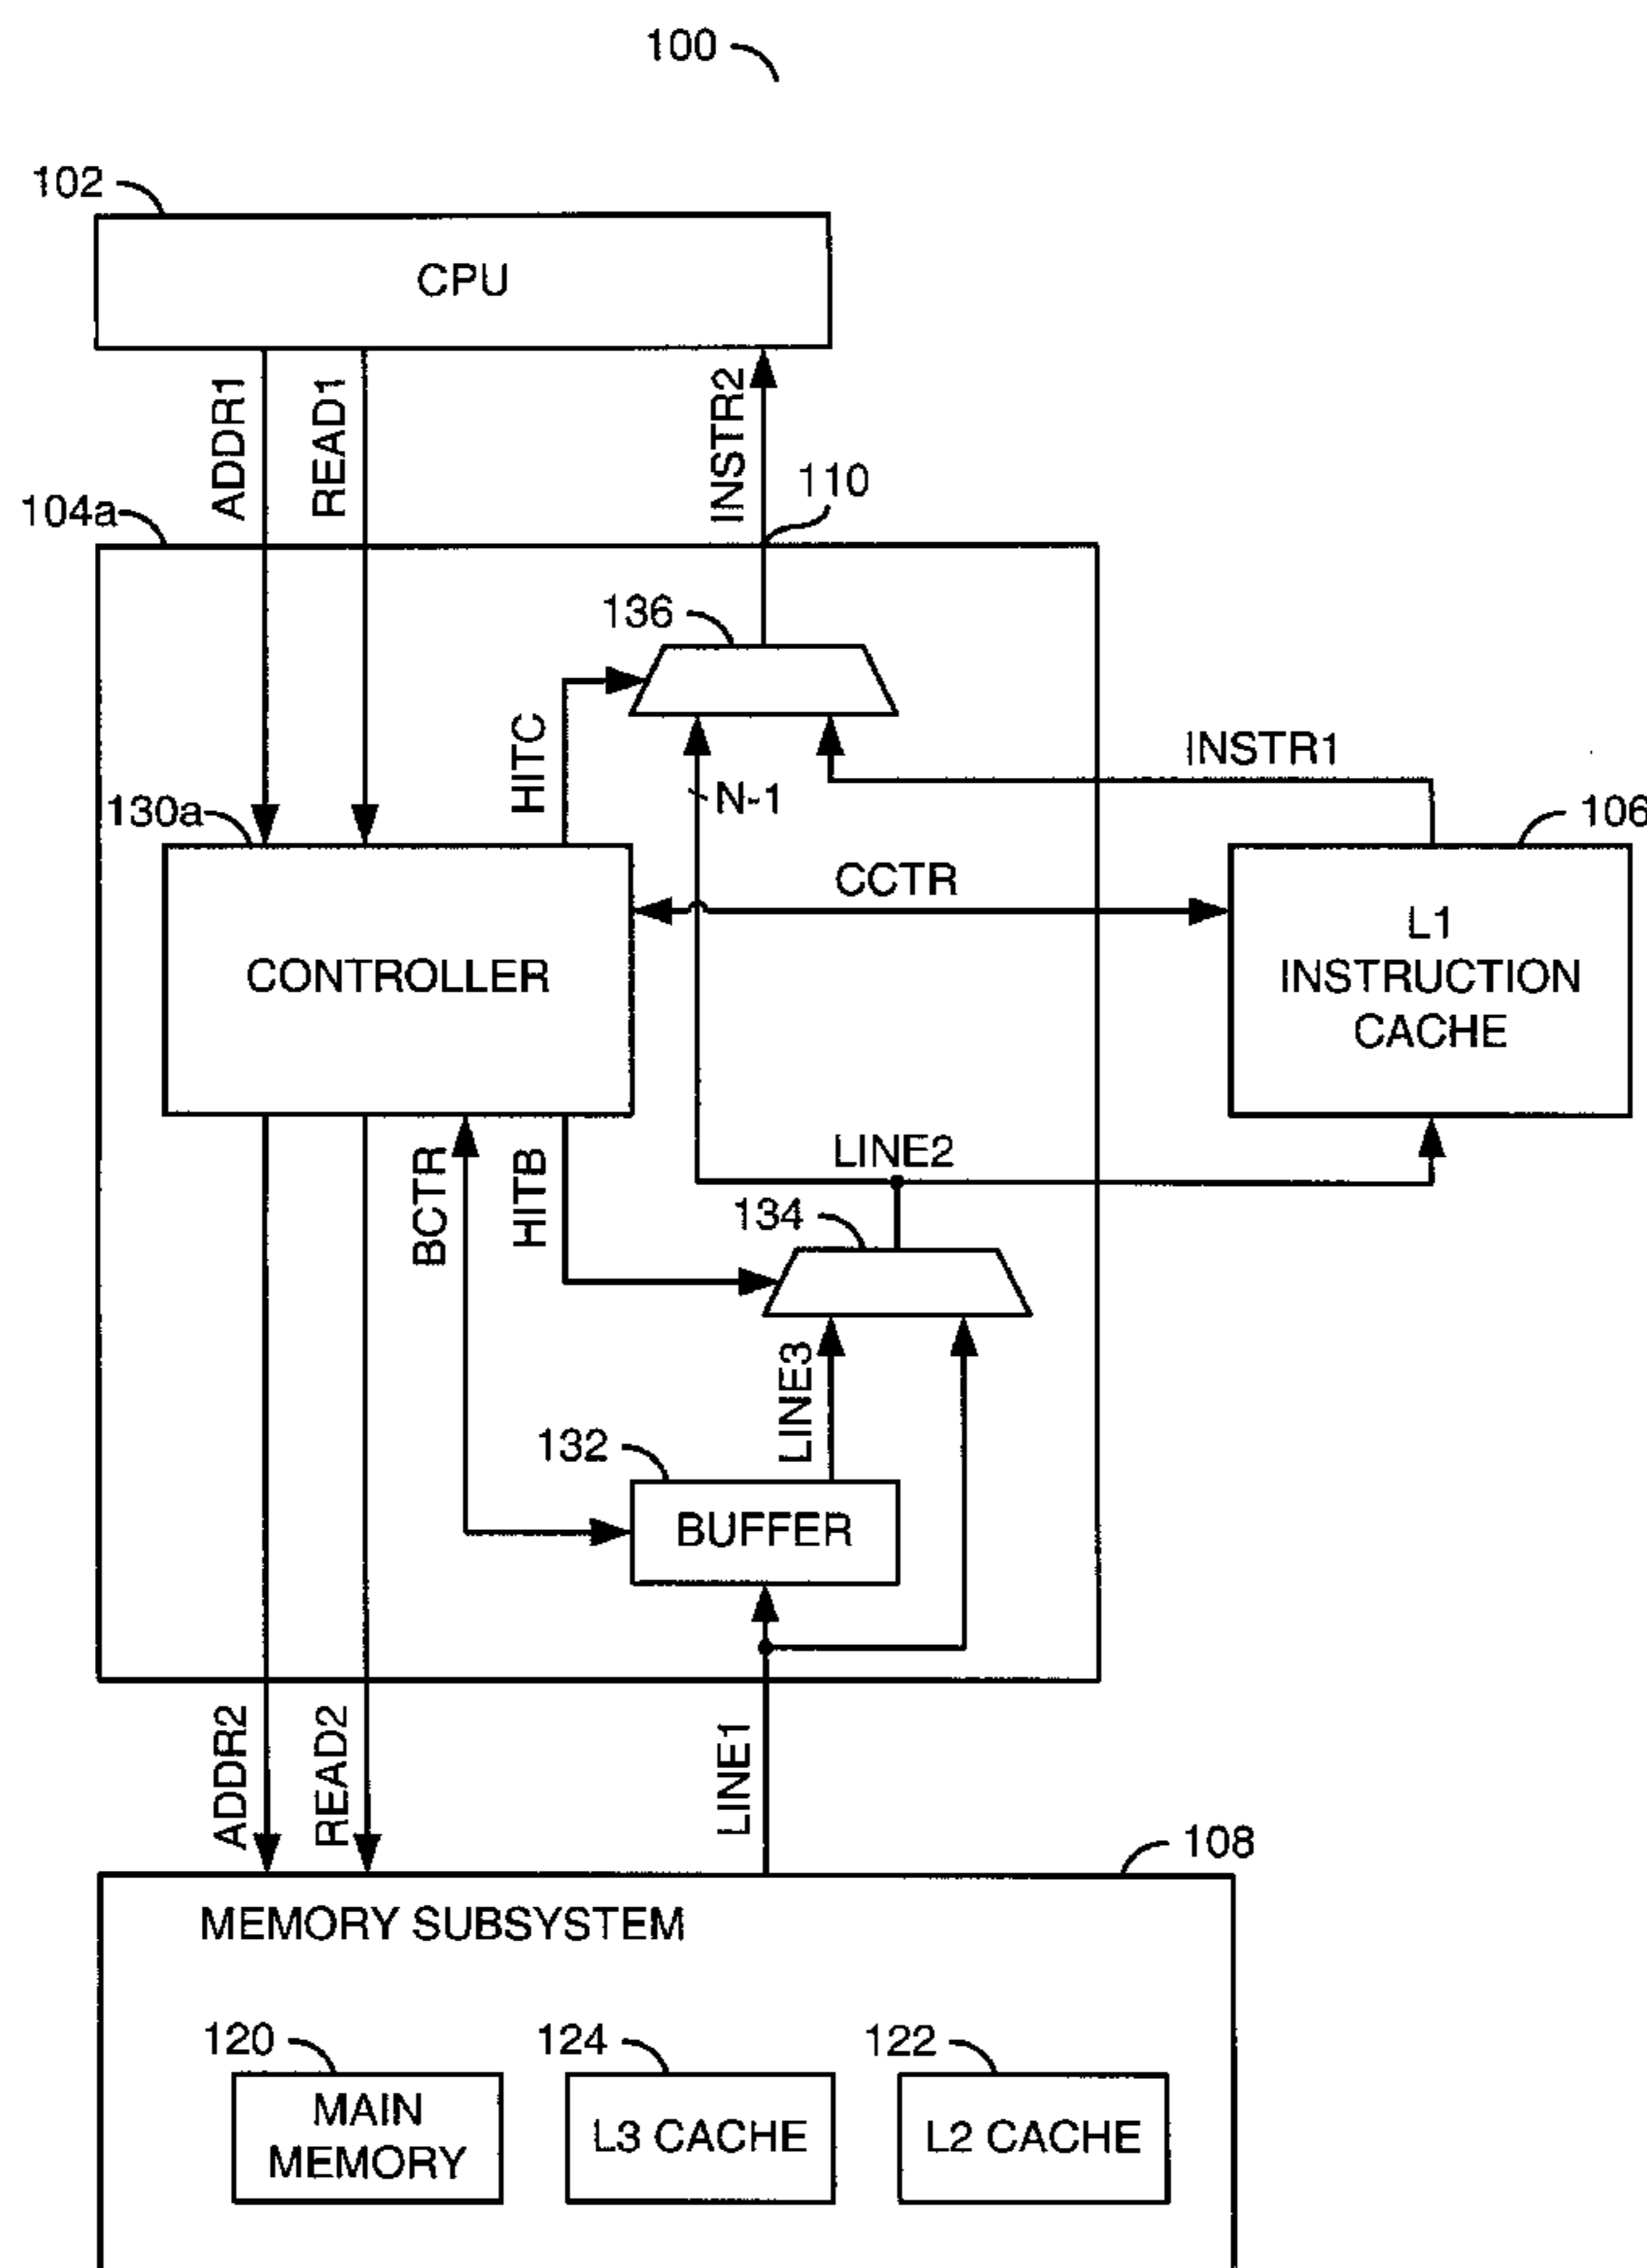 100
102
CPU
ADDR1
READ1
INSTR2
110
104a
136
HITC
N-1
INSTR1
130a
106
CCTR
CONTROLLER
L1
INSTRUCTION
CACHE
BCTR
HITB
LINE2
134
LINE3
132
BUFFER
ADDR2
READ2
LINE1
108
MEMORY SUBSYSTEM
120
124
122
MAIN
MEMORY
L3 CACHE
L2 CACHE